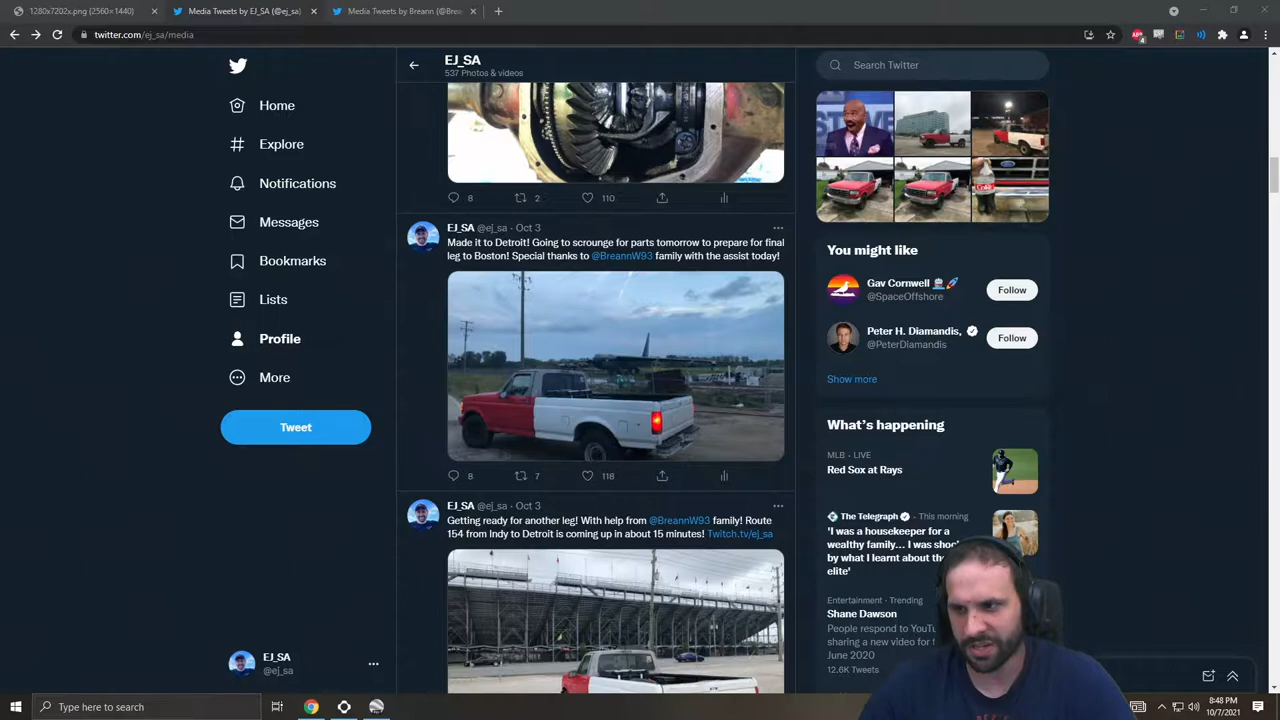 1280x7202x.png (2560×1440)
Media Tweets by EJ_SA (@ej_sa)
Media Tweets by Breann (@Brea
twitter.com/ej_sa/media
Home
Explore
Notifications
Messages
Bookmarks
Lists
Profile
More
Tweet
EJ_SA
@ej_sa
EJ_SA
537 Photos & videos
8
2
110
EJ_SA @ej_sa · Oct 3
Made it to Detroit! Going to scrounge for parts tomorrow to prepare for final
leg to Boston! Special thanks to @BreannW93 family with the assist today!
8
7
118
EJ_SA @ej_sa · Oct 3
Getting ready for another leg! With help from @BreannW93 family! Route
154 from Indy to Detroit is coming up in about 15 minutes! Twitch.tv/ej_sa
Search Twitter
You might like
Gav Cornwell
@SpaceOffshore
Follow
Peter H. Diamandis,
@PeterDiamandis
Follow
Show more
What's happening
MLB · LIVE
Red Sox at Rays
The Telegraph · This morning
'I was a housekeeper for a
wealthy family... I was shoc
by what I learnt about th
elite'
Entertainment · Trending
Shane Dawson
People respond to YouTu
sharing a new video for
June 2020
12.6K Tweets
Type here to search
8:48 PM
10/7/2021